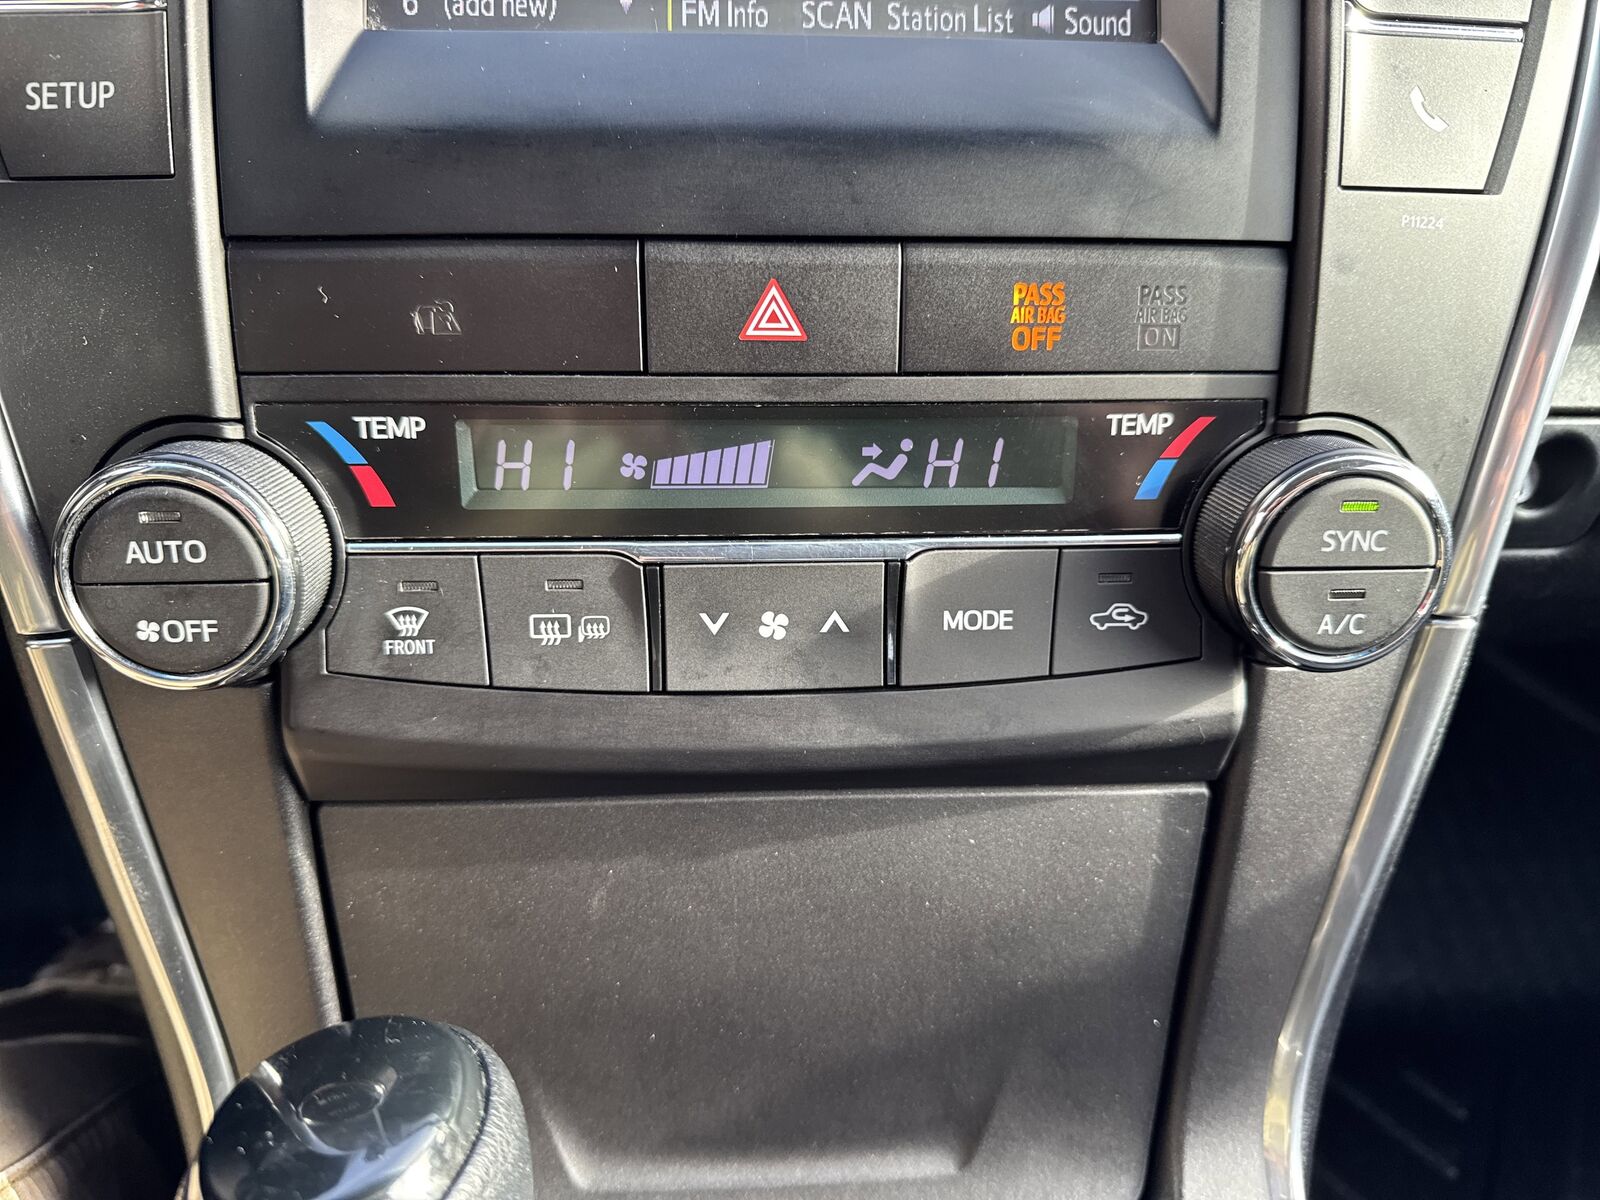 6 (add new)
FM Info SCAN Station List Sound
SETUP
P11224
PASS
AIR BAG
OFF
PASS
AIR BAG
ON
TEMP
HI
HI
TEMP
AUTO
OFF
FRONT
MODE
SYNC
A/C